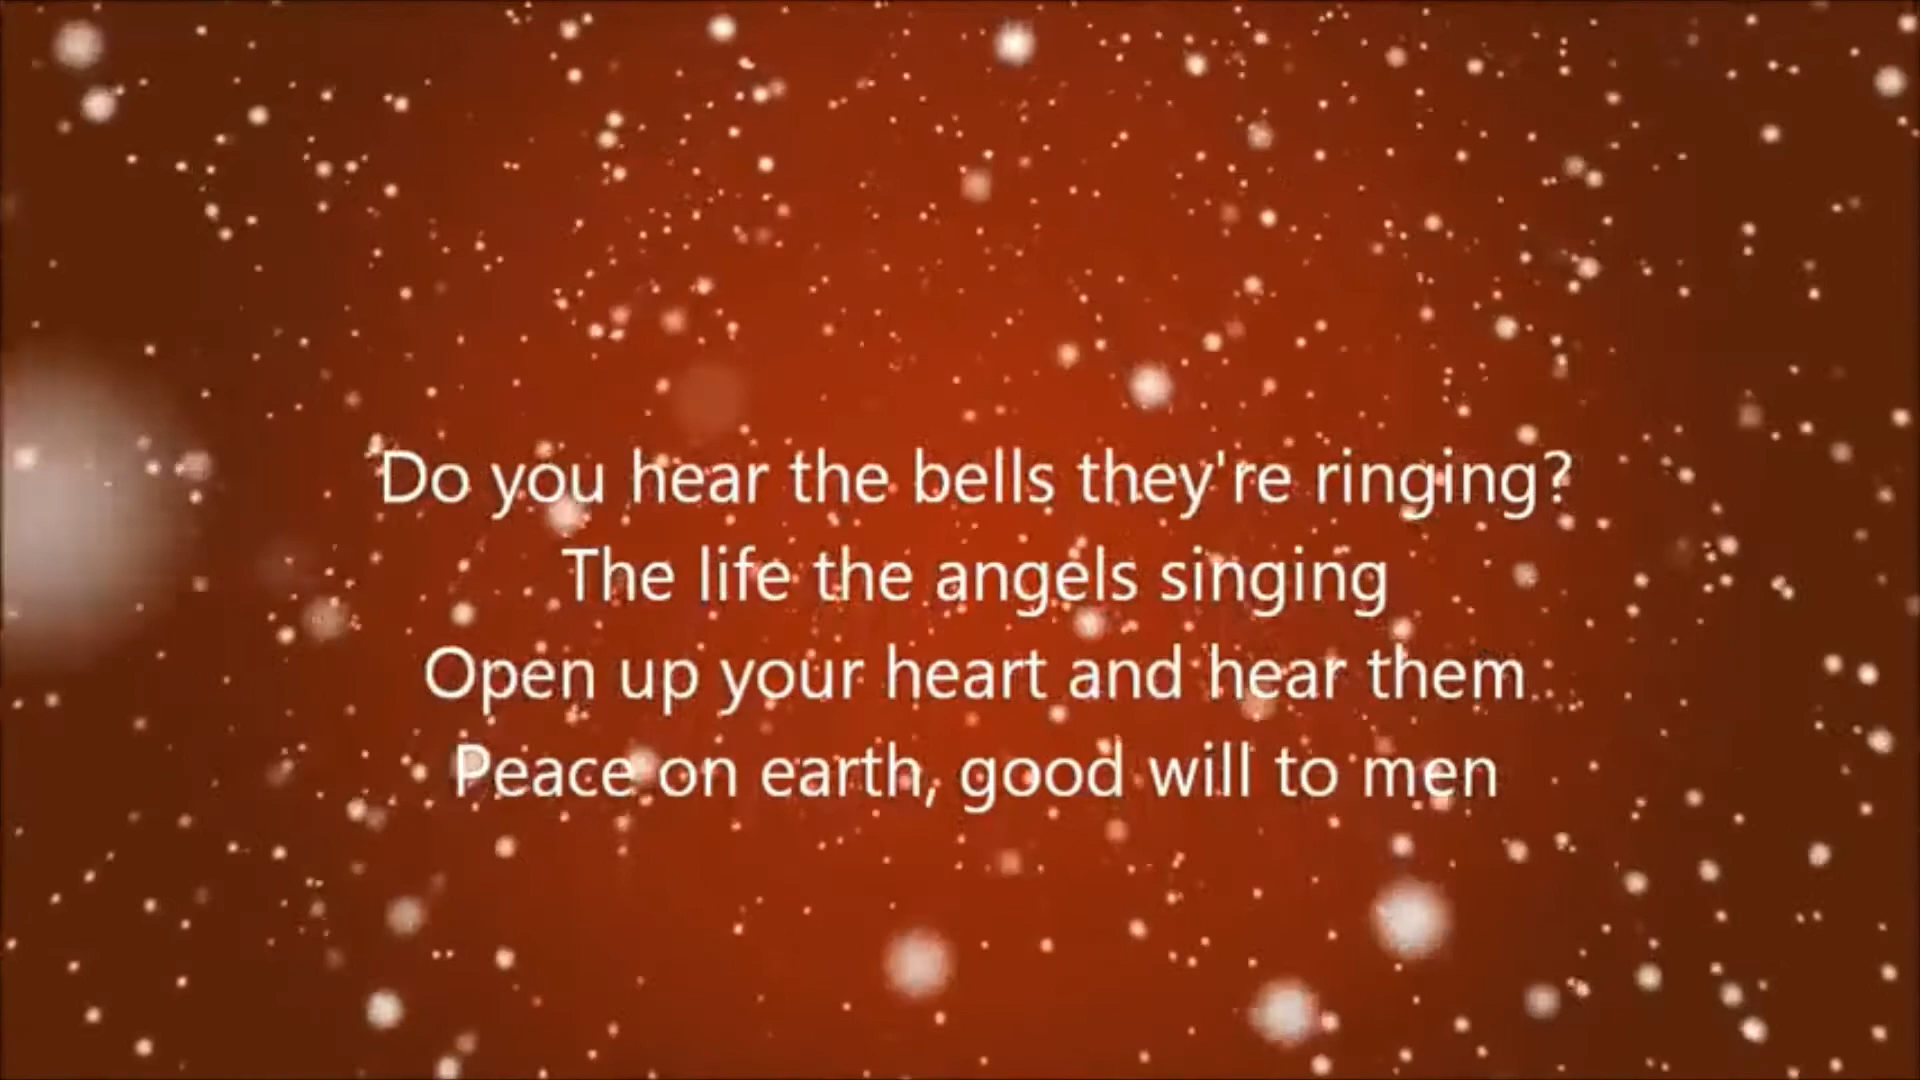 Do you hear the bells they're ringing?
The life the angels singing
Open up your heart and hear them
Peace on earth, good will to men